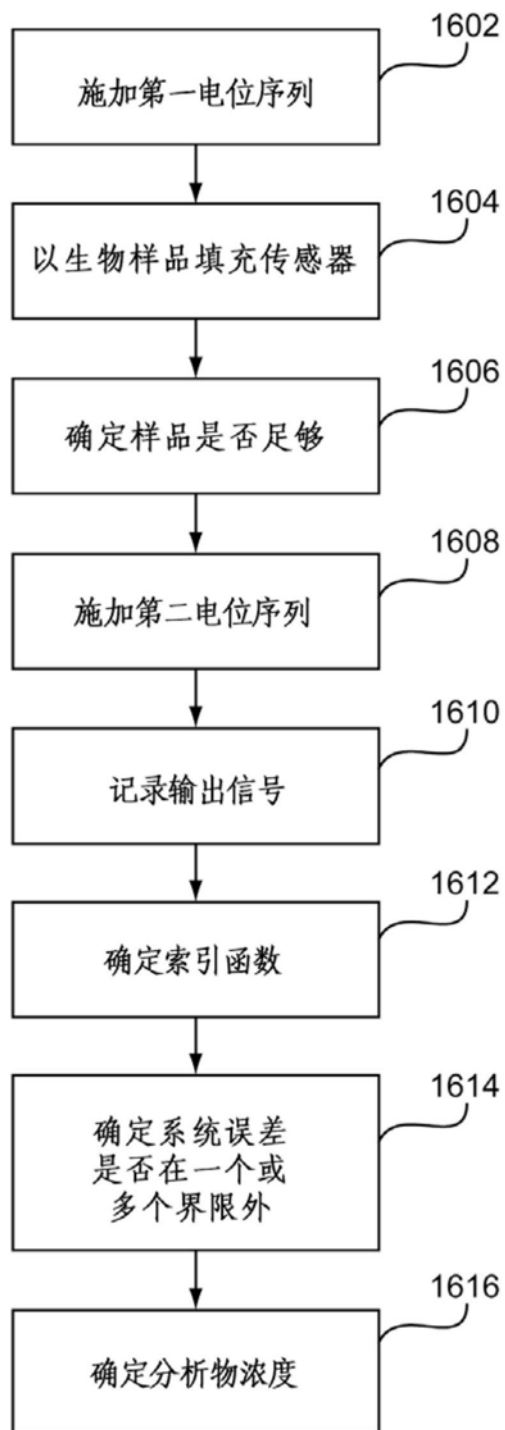 1602
施加第一电位序列
1604
以生物样品填充传感器
1606
确定样品是否足够
1608
施加第二电位序列
1610
记录输出信号
1612
确定索引函数
1614
确定系统误差
是否在一个或
多个界限外
1616
确定分析物浓度